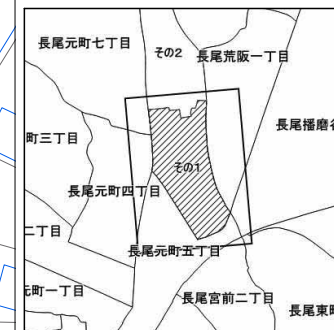 長尾元町七丁目
その2
長尾荒阪一丁目
長尾播磨谷
町三丁目
その1
長尾元町四丁目
二丁目
長尾元町五丁目
元町一丁目
長尾宮前二丁目
長尾東町